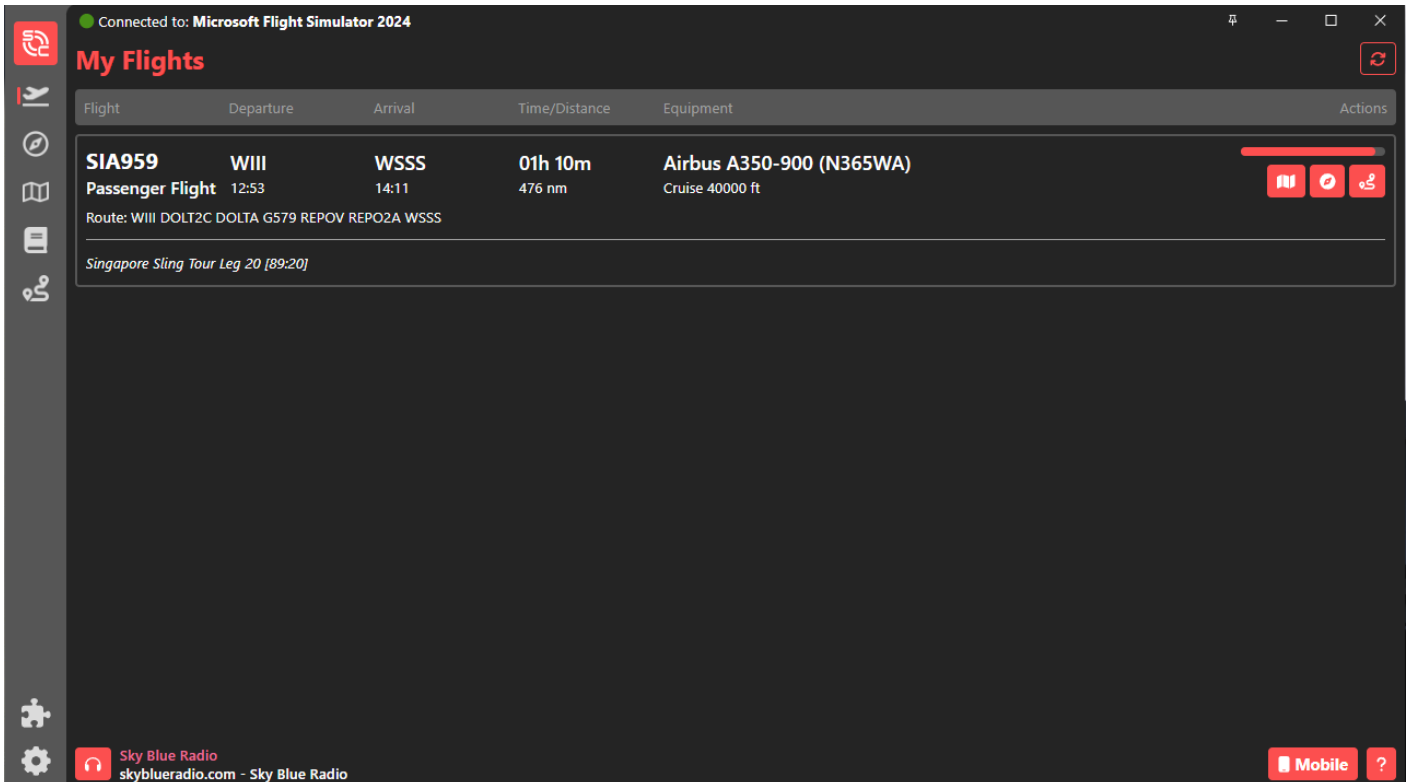 Connected to: Microsoft Flight Simulator 2024
My Flights
Flight Departure Arrival Time/Distance Equipment Actions
SIA959 WIII WSSS 01h 10m Airbus A350-900 (N365WA)
Passenger Flight 12:53 14:11 476 nm Cruise 40000 ft
Route: WIII DOLT2C DOLTA G579 REPOV REPO2A WSSS
Singapore Sling Tour Leg 20 [89:20]
Sky Blue Radio
skyblueradio.com - Sky Blue Radio
Mobile ?